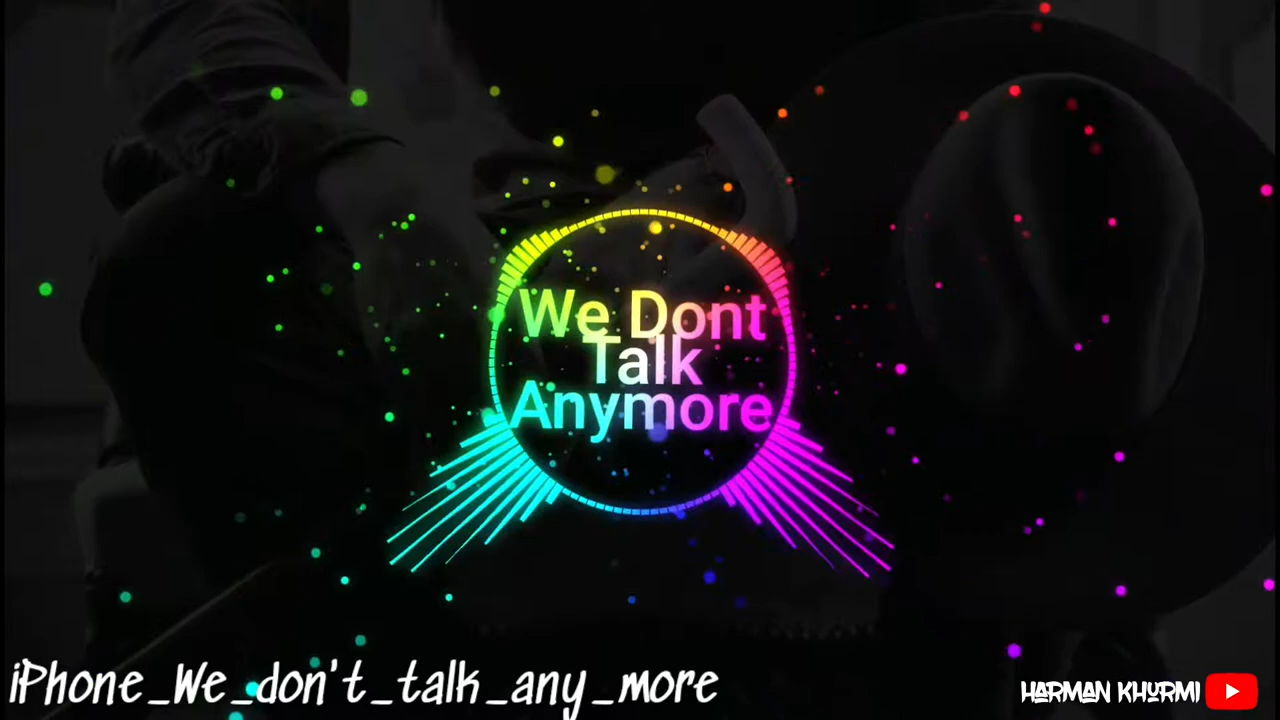 We Dont
Talk
Anymore
iPhone_We_don't_talk_any_more
HARMAN KHURMI